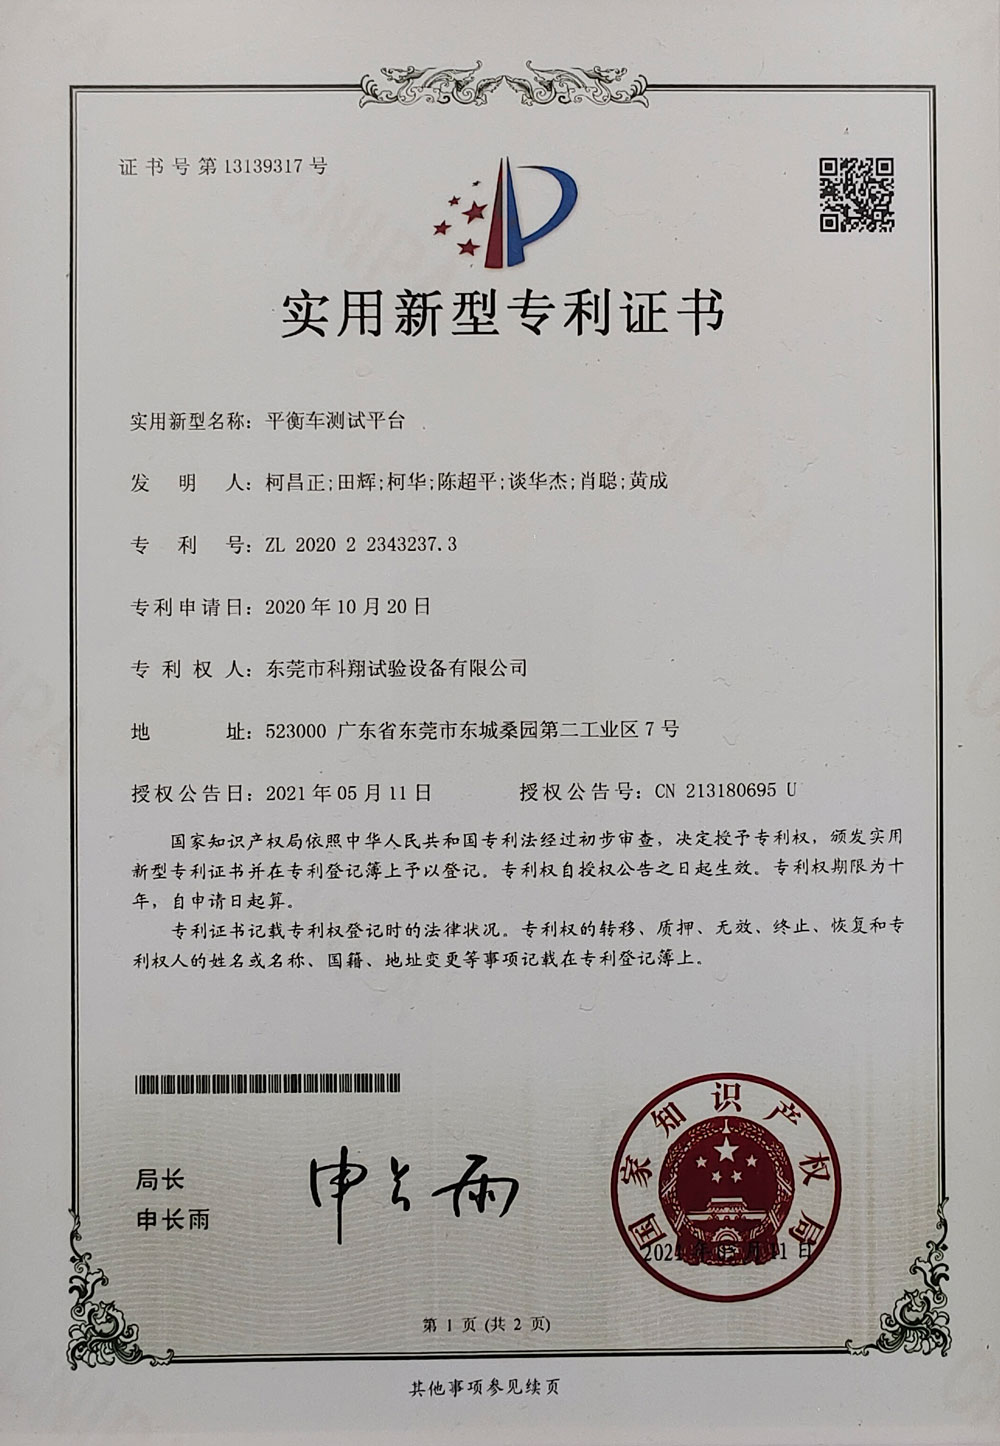 证书号第13139317号
实用新型专利证书
实用新型名称：平衡车测试平台
发明人：柯昌正;田辉;柯华;陈超平;谈华杰;肖聪;黄成
专利号：ZL 2020 2 2343237.3
专利申请日：2020年10月20日
专利权人：东莞市科翔试验设备有限公司
地址：523000 广东省东莞市东城桑园第二工业区7号
授权公告日：2021年05月11日 授权公告号：CN 213180695 U
国家知识产权局依照中华人民共和国专利法经过初步审查，决定授予专利权，颁发实用
新型专利证书并在专利登记簿上予以登记。专利权自授权公告之日起生效。专利权期限为十
年，自申请日起算。
专利证书记载专利权登记时的法律状况。专利权的转移、质押、无效、终止、恢复和专
利权人的姓名或名称、国籍、地址变更等事项记载在专利登记簿上。
局长
申长雨
申长雨
国家知识产权局
2021年05月11日
第 1 页 (共 2 页)
其他事项参见续页